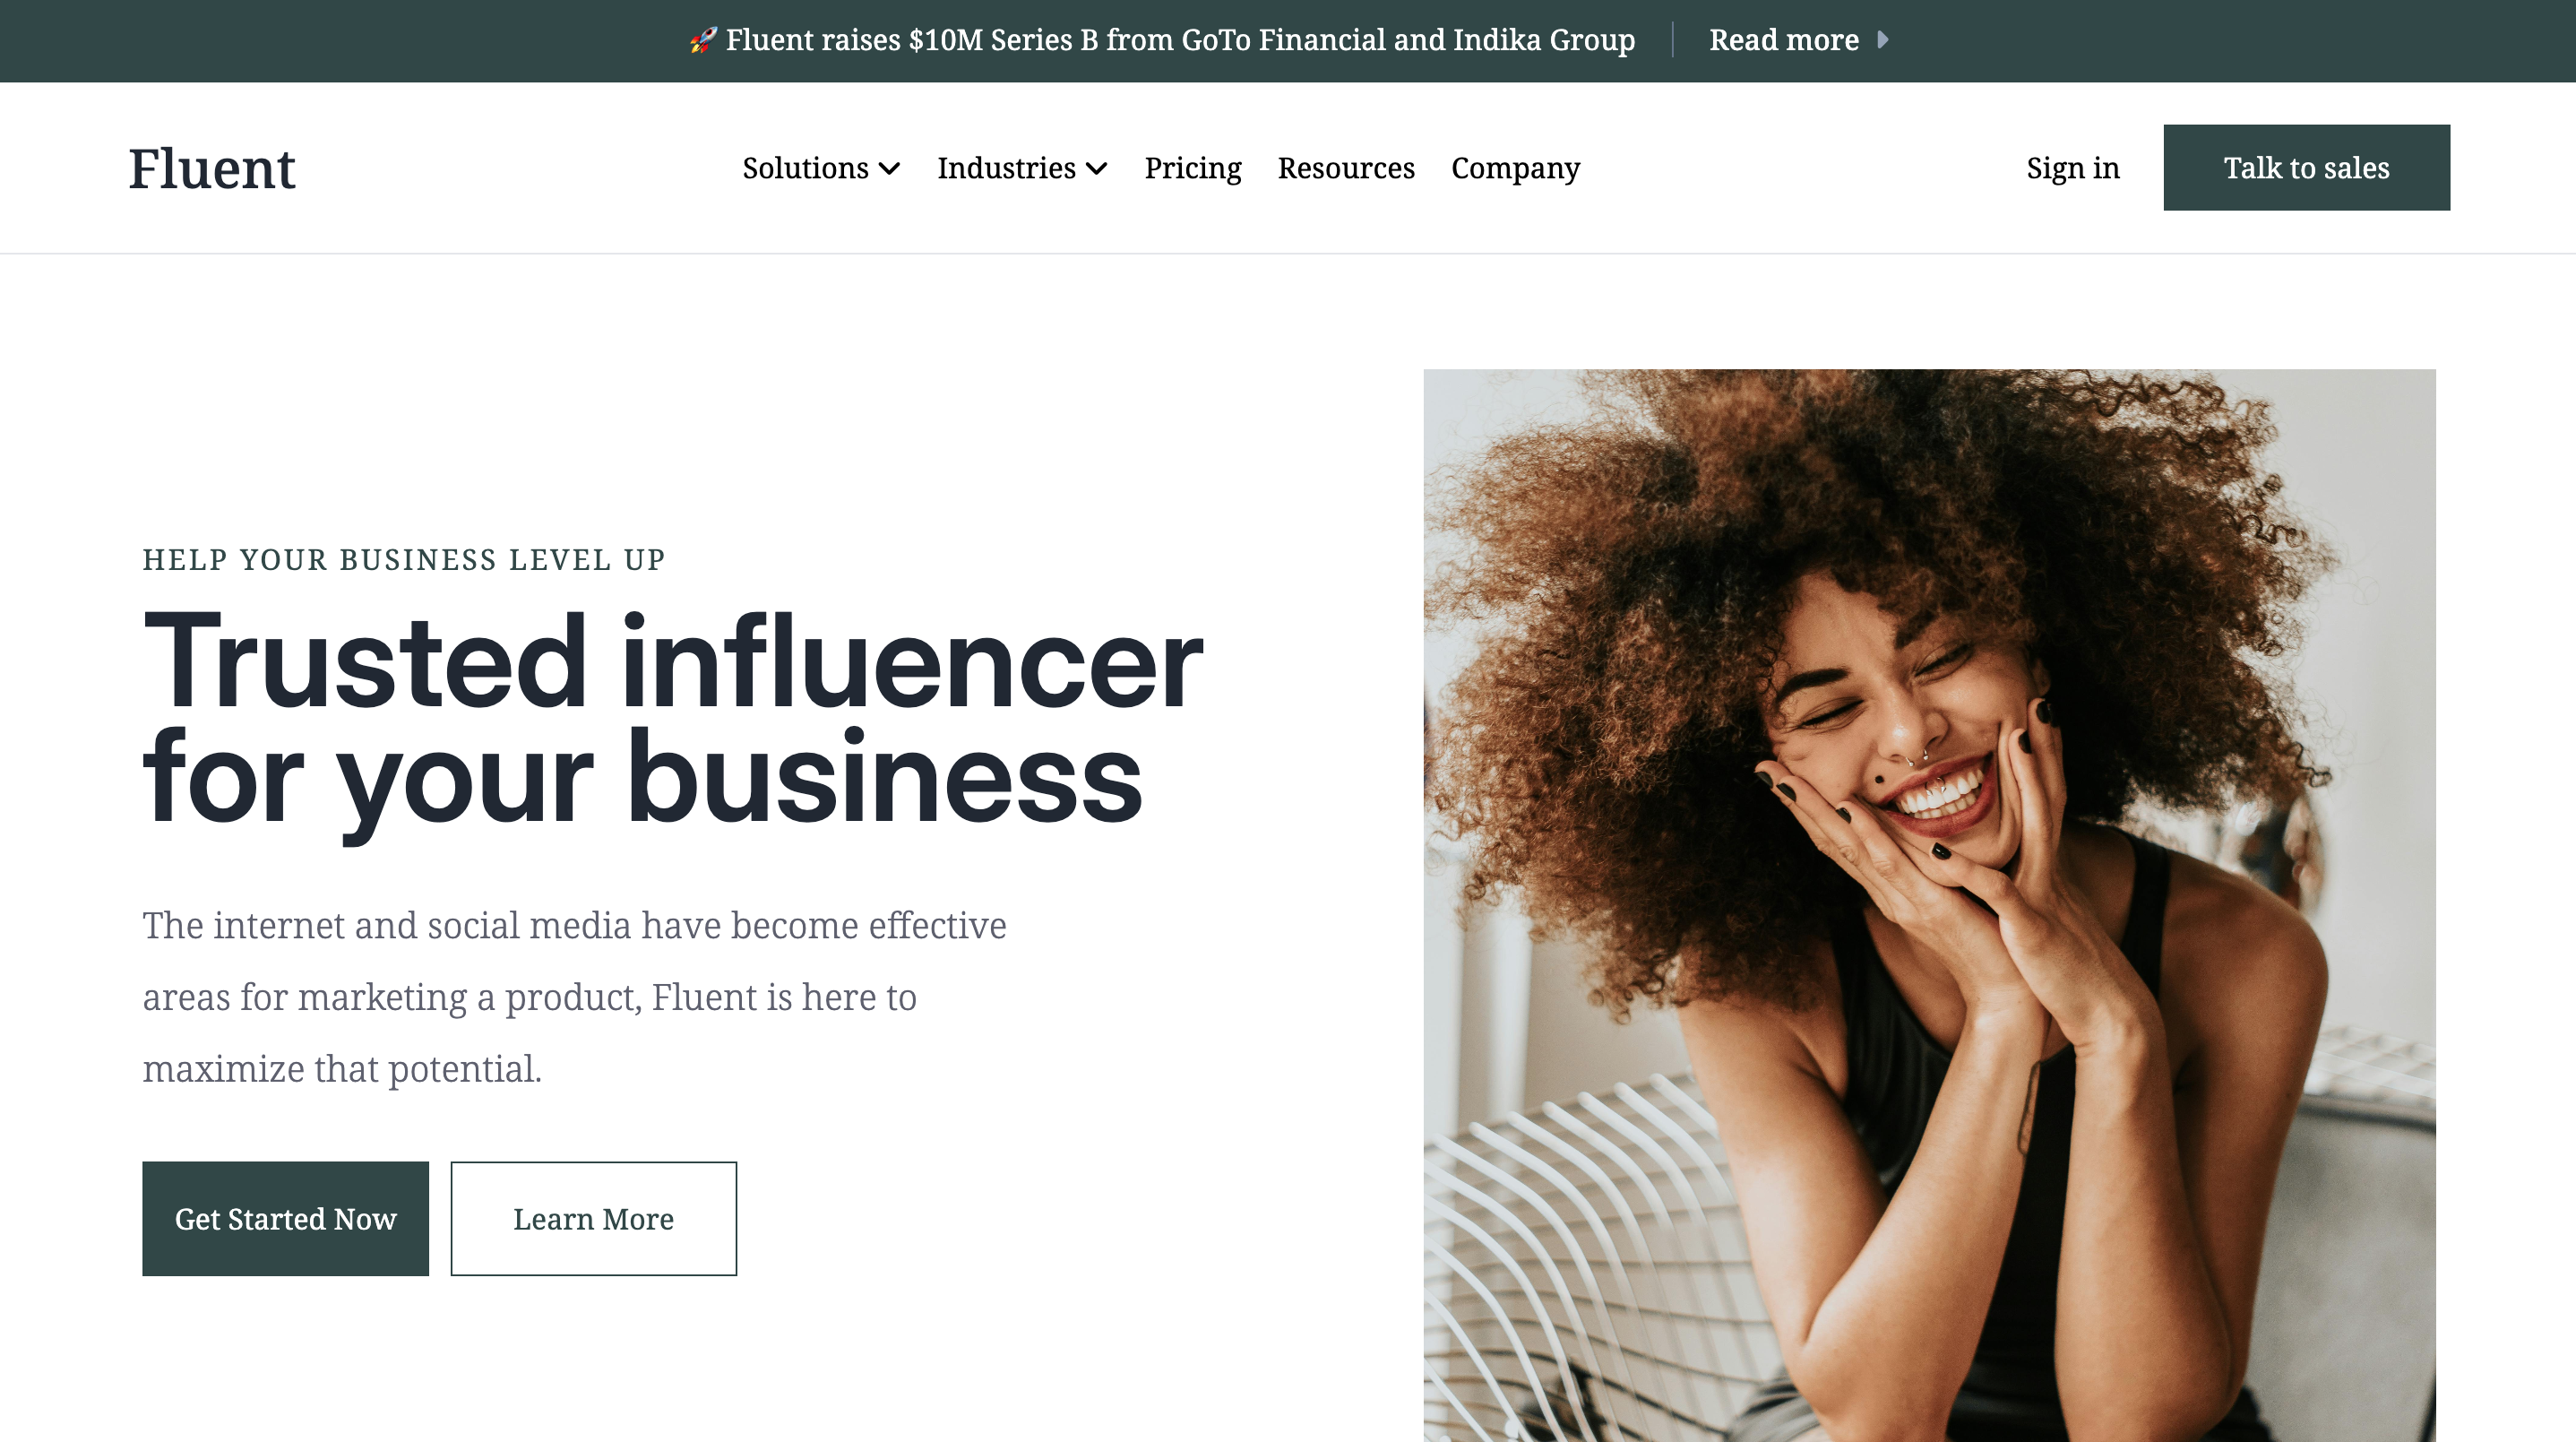 🚀 Fluent raises $10M Series B from GoTo Financial and Indika Group Read more
Fluent Solutions Industries Pricing Resources Company Sign in Talk to sales
HELP YOUR BUSINESS LEVEL UP
Trusted influencer
for your business
The internet and social media have become effective
areas for marketing a product, Fluent is here to
maximize that potential.
Get Started Now Learn More